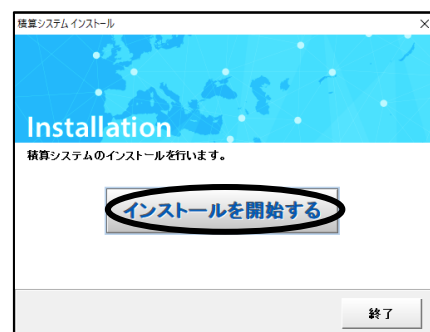 積算システム インストール
Installation
積算システムのインストールを行います。
インストールを開始する
終了